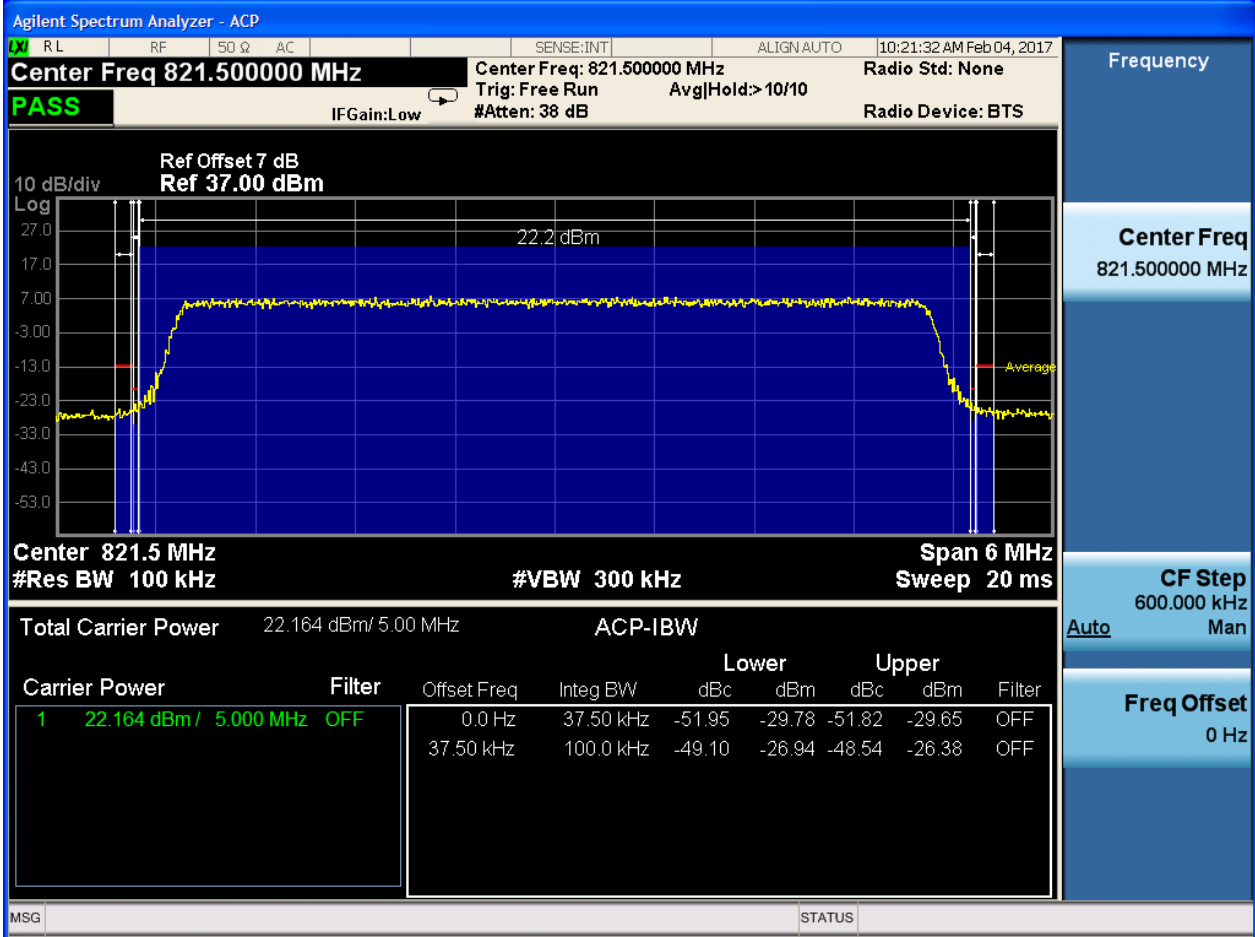 Agilent Spectrum Analyzer - ACP
LXI RL RF 50 Ω AC SENSE:INT ALIGN AUTO 10:21:32 AM Feb 04, 2017
Center Freq 821.500000 MHz
Center Freq: 821.500000 MHz Radio Std: None
Trig: Free Run Avg|Hold:> 10/10
PASS
IFGain:Low #Atten: 38 dB Radio Device: BTS
Ref Offset 7 dB
10 dB/div Ref 37.00 dBm
Log
27.0
22.2 dBm
17.0
7.00
-3.00
-13.0
Average
-23.0
-33.0
-43.0
-53.0
Center 821.5 MHz Span 6 MHz
#Res BW 100 kHz #VBW 300 kHz Sweep 20 ms
Total Carrier Power 22.164 dBm/ 5.00 MHz ACP-IBW
Lower Upper
Carrier Power Filter Offset Freq Integ BW dBc dBm dBc dBm Filter
1 22.164 dBm / 5.000 MHz OFF 0.0 Hz 37.50 kHz -51.95 -29.78 -51.82 -29.65 OFF
37.50 kHz 100.0 kHz -49.10 -26.94 -48.54 -26.38 OFF
MSG STATUS
Frequency
Center Freq
821.500000 MHz
CF Step
600.000 kHz
Auto Man
Freq Offset
0 Hz